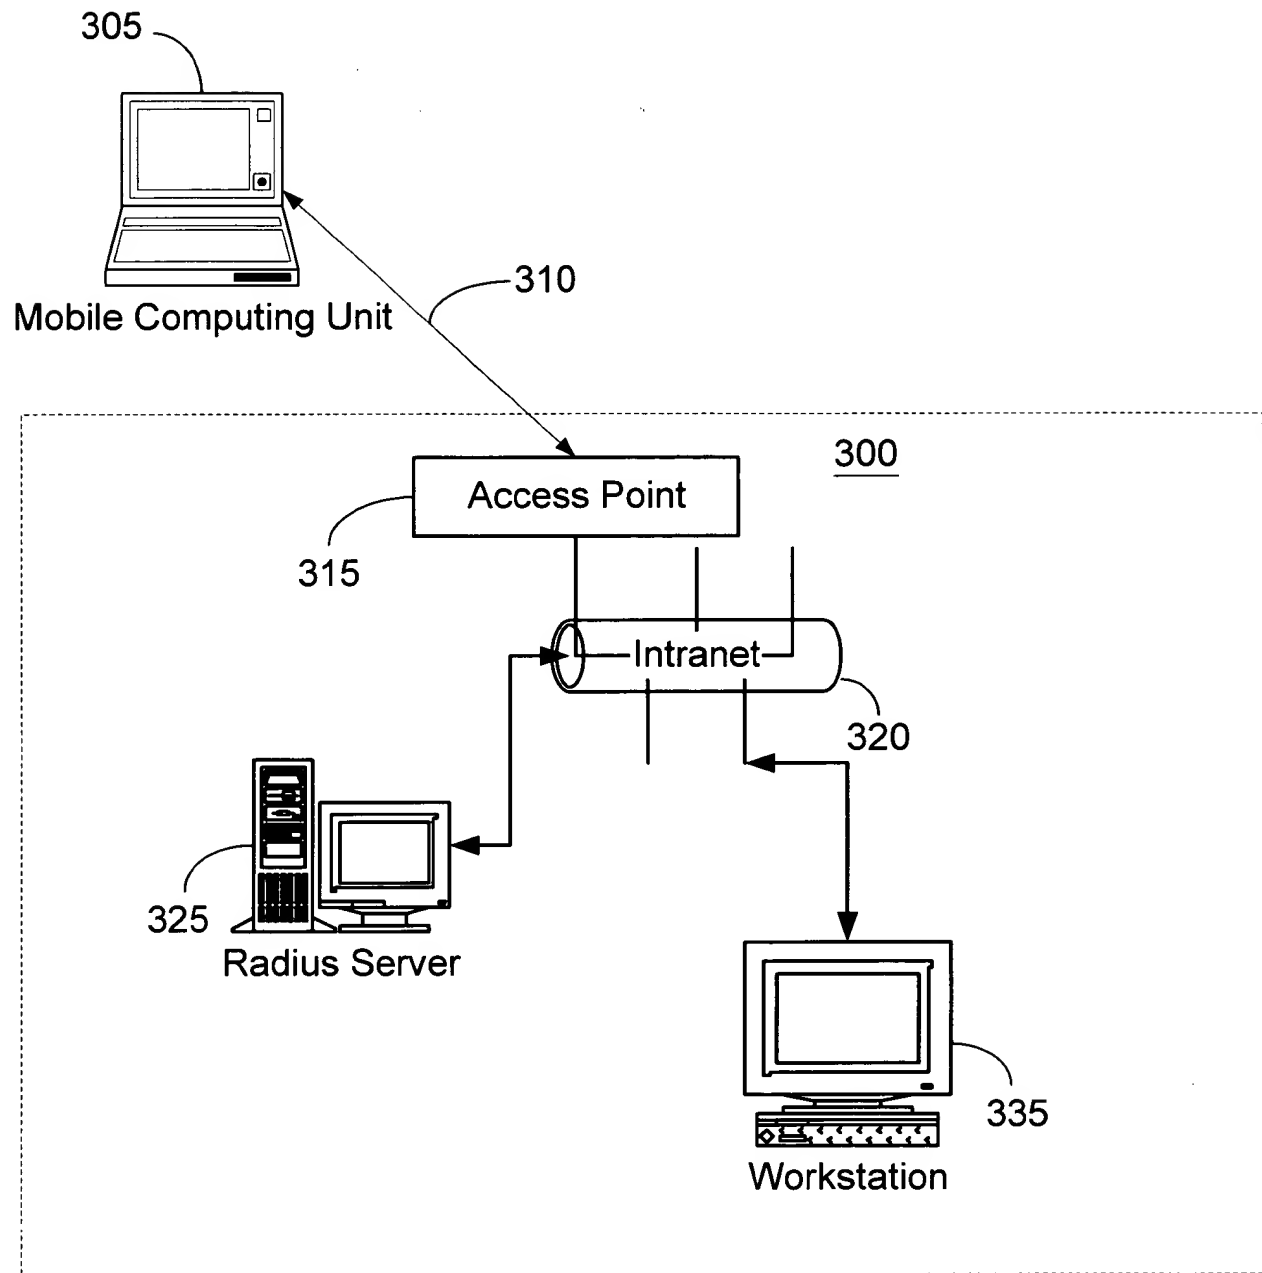 305
310
Mobile Computing Unit
300
Access Point
315
Intranet
320
325
Radius Server
335
Workstation